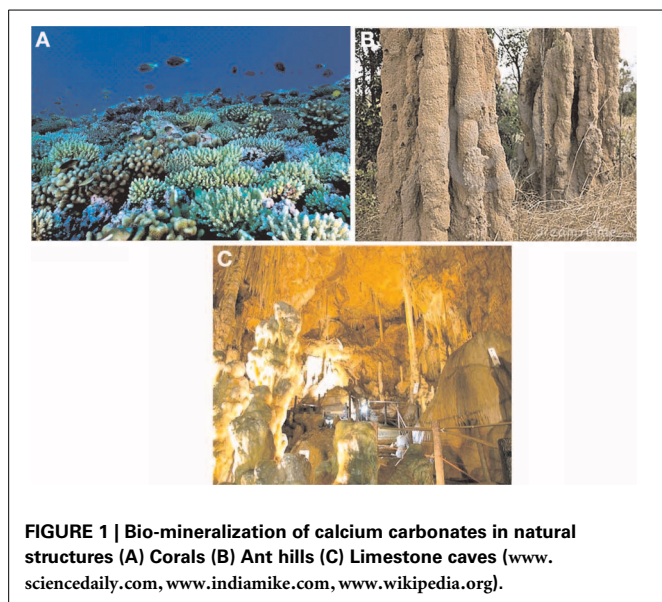 A
B
dreamstime
C
FIGURE 1 | Bio-mineralization of calcium carbonates in natural
structures (A) Corals (B) Ant hills (C) Limestone caves (www.
sciencedaily.com, www.indiamike.com, www.wikipedia.org).